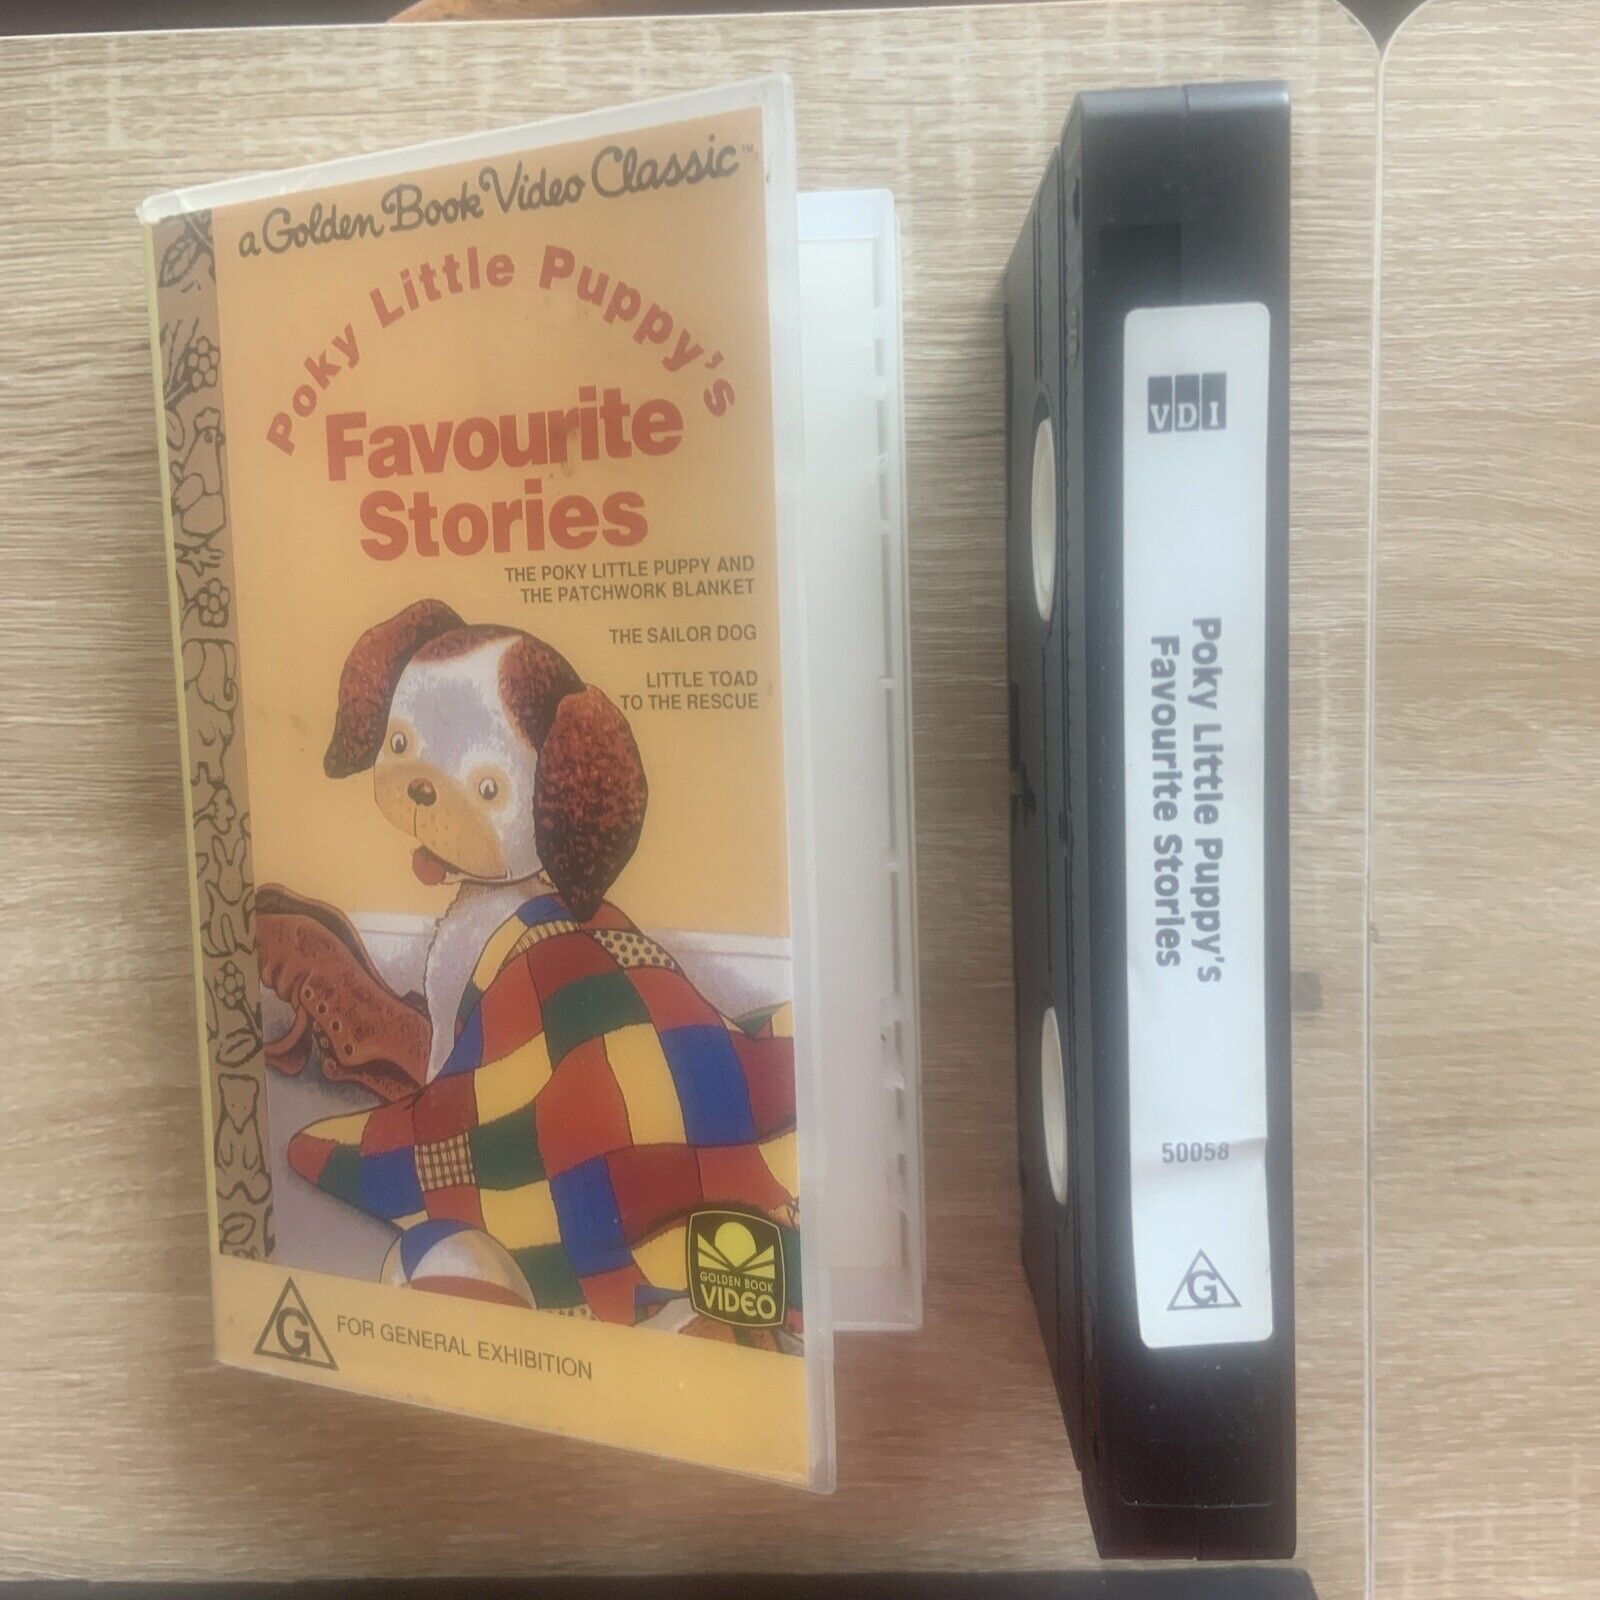 a Golden Book Video Classic™
Poky Little Puppy's
Favourite
Stories
THE POKY LITTLE PUPPY AND
THE PATCHWORK BLANKET
THE SAILOR DOG
LITTLE TOAD
TO THE RESCUE
GOLDEN BOOK
VIDEO
G
FOR GENERAL EXHIBITION
VDI
Poky Little Puppy's
Favourite Stories
50058
G